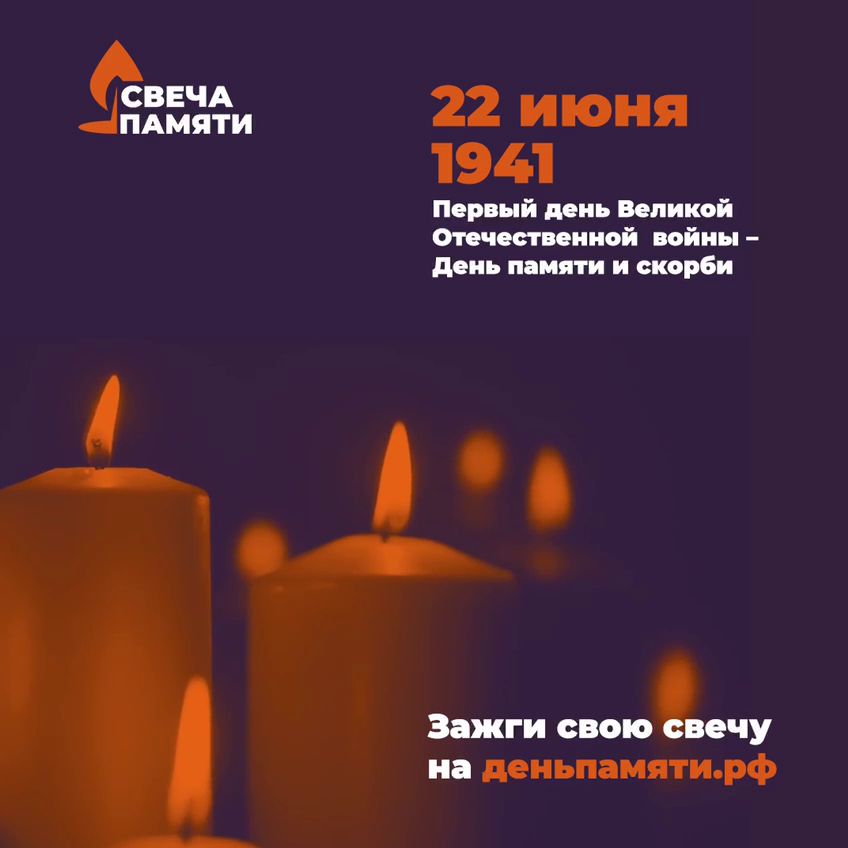 СВЕЧА
ПАМЯТИ
22 июня
1941
Первый день Великой
Отечественной войны –
День памяти и скорби
Зажги свою свечу
на деньпамяти.рф